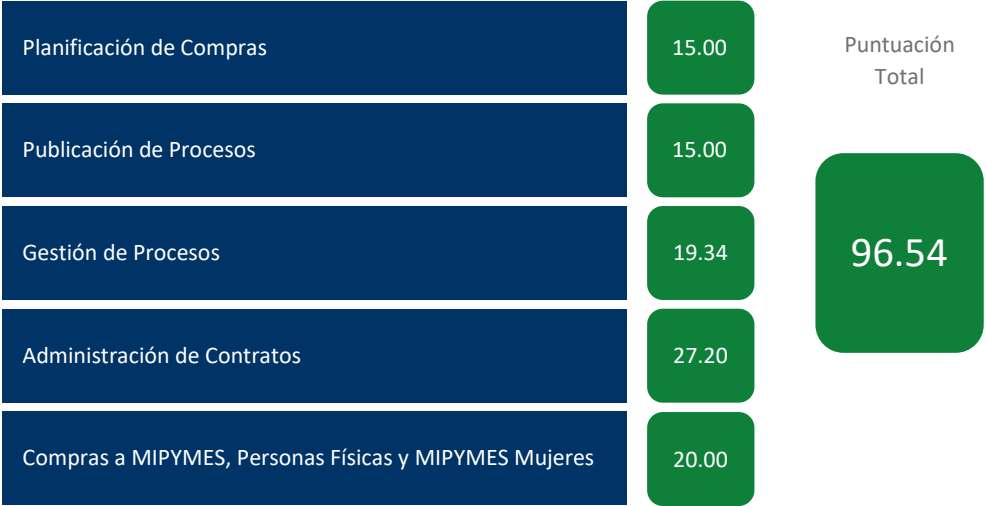 Planificación de Compras
15.00
Puntuación
Total
Publicación de Procesos
15.00
Gestión de Procesos
19.34
96.54
Administración de Contratos
27.20
Compras a MIPYMES, Personas Físicas y MIPYMES Mujeres
20.00